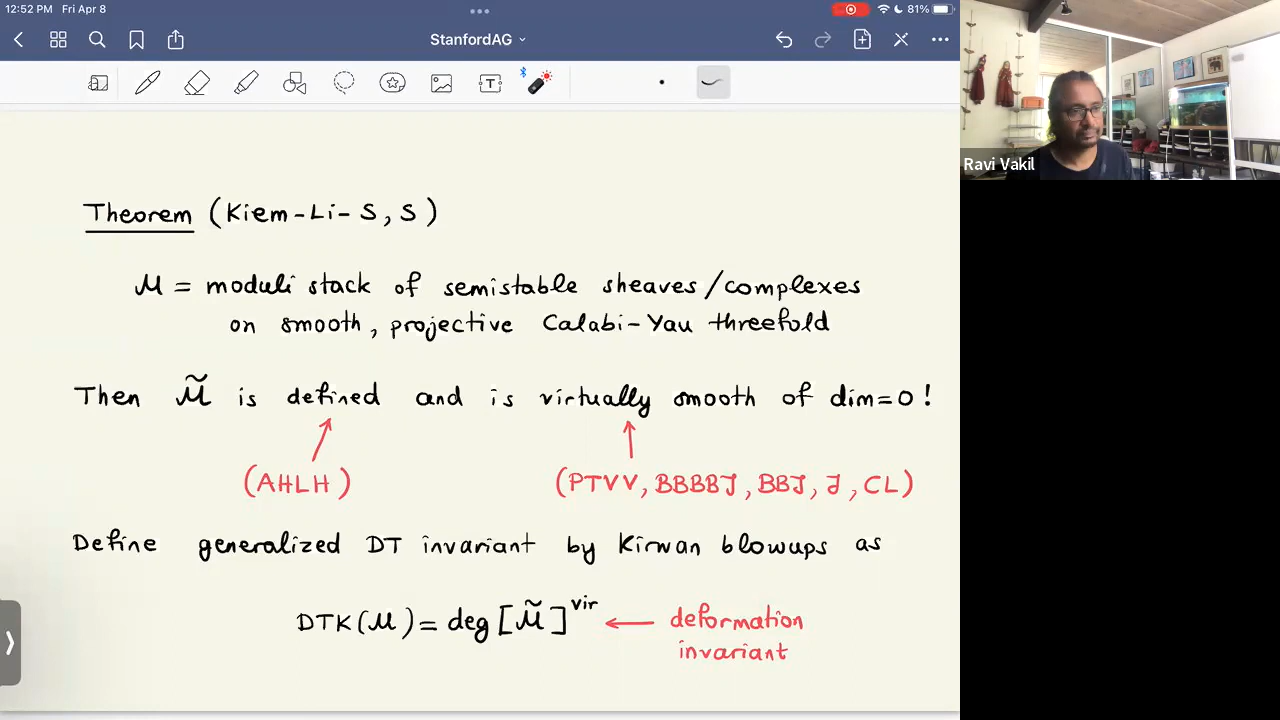 12:52 PM Fri Apr 8
81%
StanfordAG
Ravi Vakil
Theorem (Kiem-Li-S, S)
M = moduli stack of semistable sheaves/complexes
on smooth, projective Calabi-Yau threefold
Then M̃ is defined and is virtually smooth of dim=0!
(AHLH) (PTVV, BBBBJ, BBJ, J, CL)
Define generalized DT invariant by Kirwan blowups as
DTK(M) = deg [M̃]^vir ← deformation
invariant